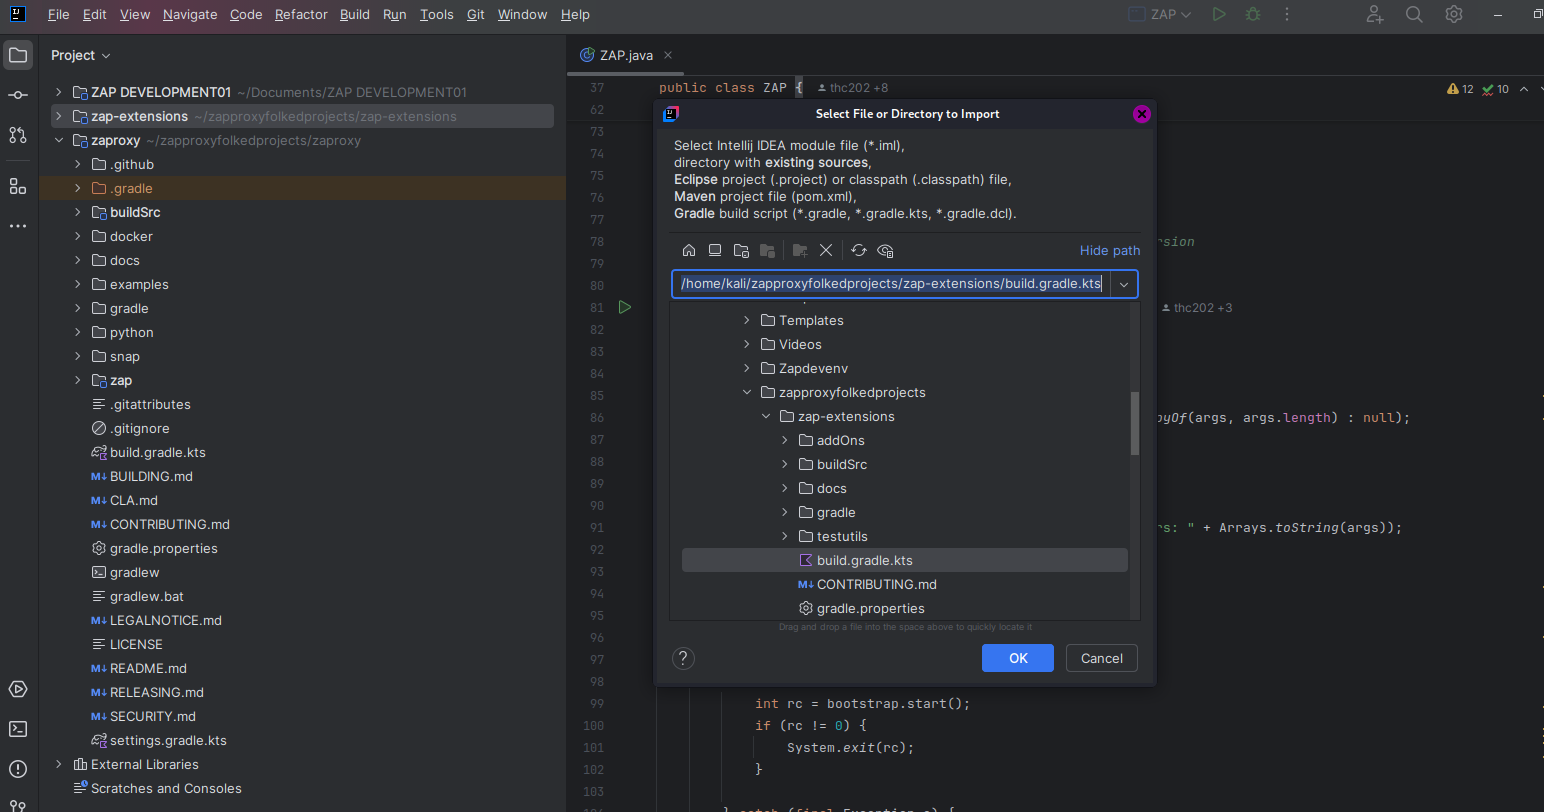 File Edit View Navigate Code Refactor Build Run Tools Git Window Help ZAP
Project
ZAP.java
ZAP DEVELOPMENT01 ~/Documents/ZAP DEVELOPMENT01
zap-extensions ~/zapproxyfolkedprojects/zap-extensions
zaproxy ~/zapproxyfolkedprojects/zaproxy
.github
.gradle
buildSrc
docker
docs
examples
gradle
python
snap
zap
.gitattributes
.gitignore
build.gradle.kts
BUILDING.md
CLA.md
CONTRIBUTING.md
gradle.properties
gradlew
gradlew.bat
LEGALNOTICE.md
LICENSE
README.md
RELEASING.md
SECURITY.md
settings.gradle.kts
External Libraries
Scratches and Consoles
37 public class ZAP { thc202 +8
12 10
62
73
74
75
76
77
78 rsion
79
80
81 thc202 +3
82
83
84
85
86 pyOf(args, args.length) : null);
87
88
89
90
91 rs: " + Arrays.toString(args));
92
93
94
95
96
97
98
99 int rc = bootstrap.start();
100 if (rc != 0) {
101 System.exit(rc);
102 }
103
104 } catch (final Exception e) {
Select File or Directory to Import
Select Intellij IDEA module file (*.iml),
directory with existing sources,
Eclipse project (.project) or classpath (.classpath) file,
Maven project file (pom.xml),
Gradle build script (*.gradle, *.gradle.kts, *.gradle.dcl).
Hide path
/home/kali/zapproxyfolkedprojects/zap-extensions/build.gradle.kts
Templates
Videos
Zapdevenv
zapproxyfolkedprojects
zap-extensions
addOns
buildSrc
docs
gradle
testutils
build.gradle.kts
CONTRIBUTING.md
gradle.properties
Drag and drop a file into the space above to quickly locate it
? OK Cancel